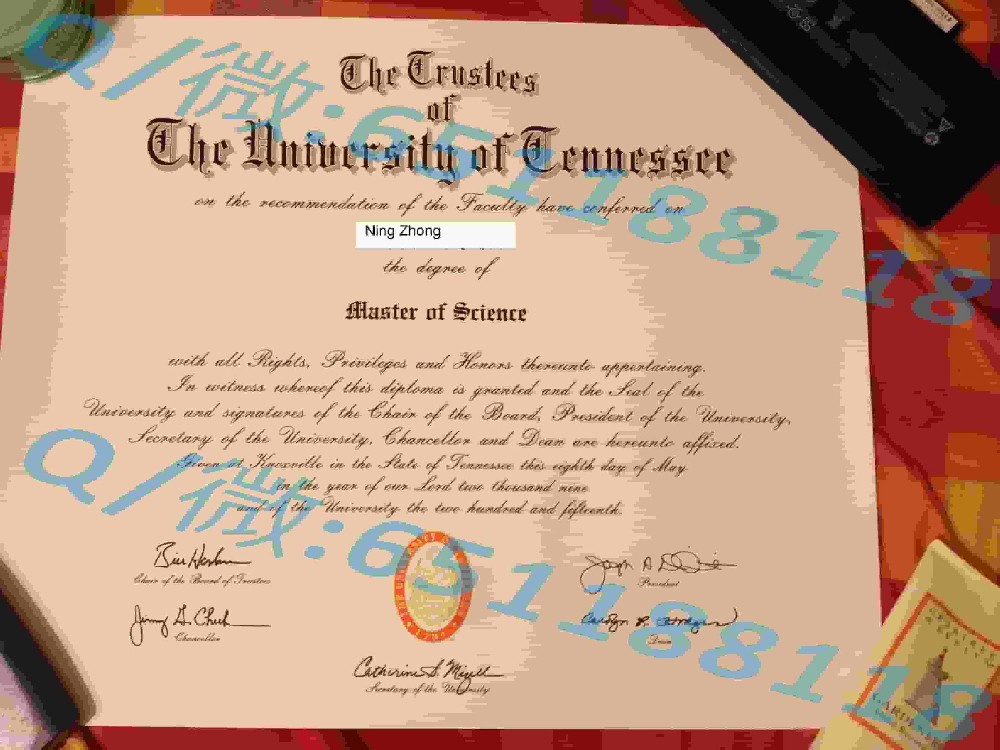 The Trustees
of
The University of Tennessee
on the recommendation of the Faculty have conferred on
Ning Zhong
the degree of
Master of Science
with all Rights, Privileges and Honors thereunto appertaining.
In witness whereof this diploma is granted and the Seal of the
University and signatures of the Chair of the Board, President of the University,
Secretary of the University, Chancellor and Dean are hereunto affixed.
Given at Knoxville in the State of Tennessee this eighth day of May
in the year of our Lord two thousand nine
and of the University the two hundred and fifteenth.
Chair of the Board of Trustees
President
Jimmy G. Cheek
Chancellor
Dean
Catherine S. Mizell
Secretary of the University
Q/微:651188118
Q/微:651188118